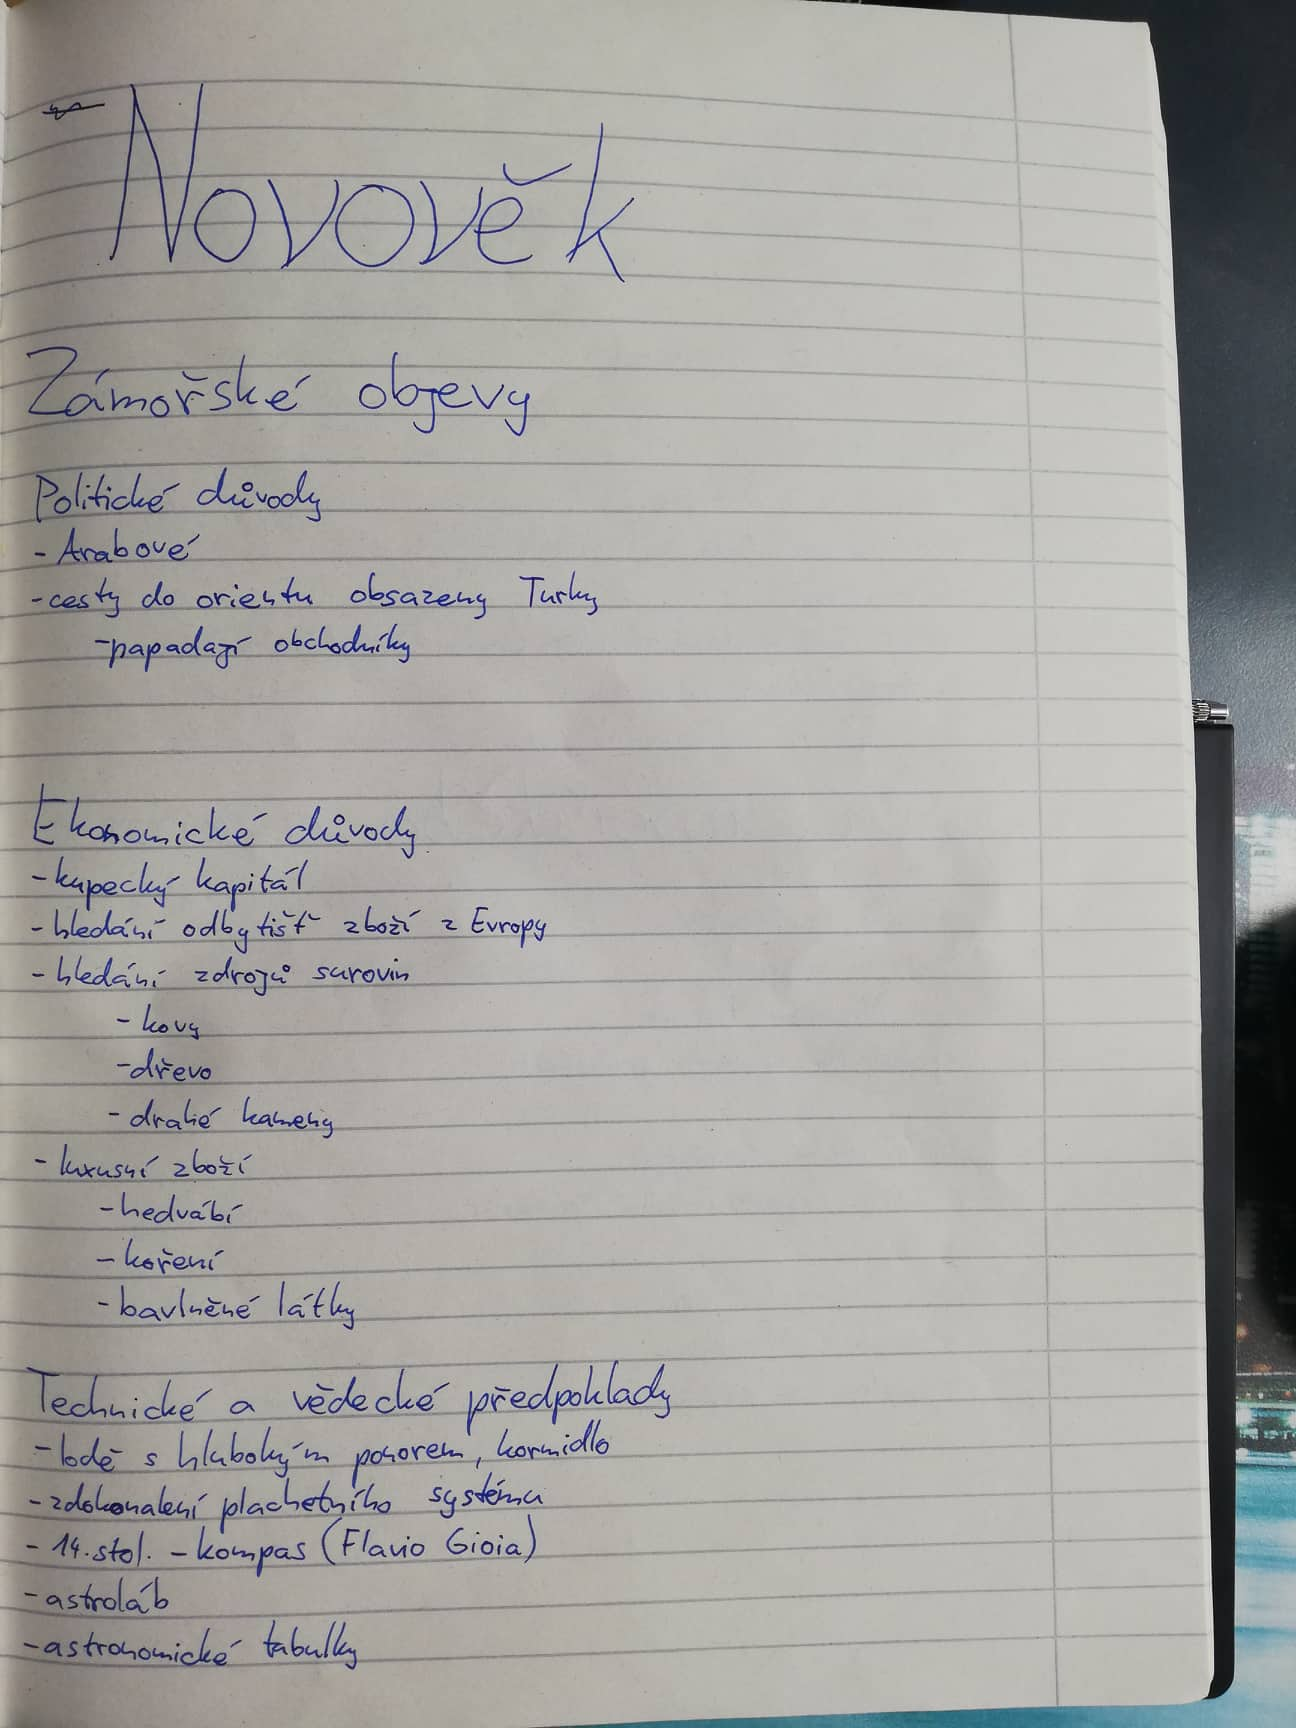 Novověk
Zámořské objevy
Politické důvody
- Arabové
- cesty do orientu obsazeny Turky
- papadají obchodníky
Ekonomické důvody
- kupecký kapitál
- hledání odbytišť zboží z Evropy
- hledání zdrojů surovin
- kovy
- dřevo
- drahé kameny
- luxusní zboží
- hedvábí
- koření
- bavlněné látky
Technické a vědecké předpoklady
- lodě s hlubokým ponorem, kormidlo
- zdokonalení plachetního systému
- 14. stol. - kompas (Flavio Gioia)
- astroláb
- astronomické tabulky